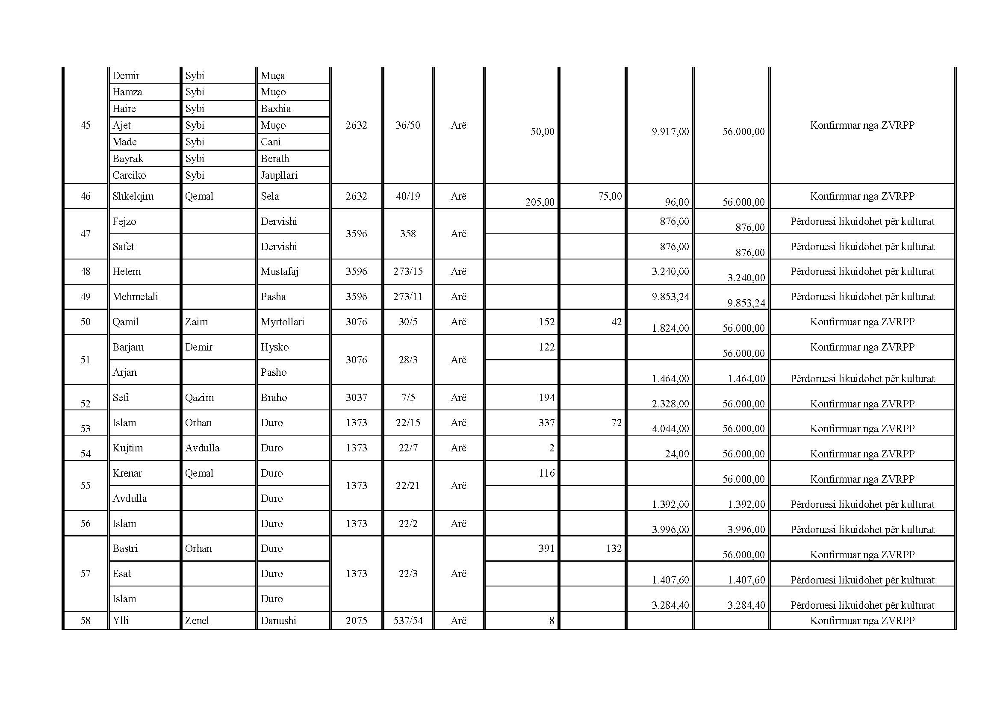 Demir Sybi Muça
Hamza Sybi Muço
Haire Sybi Baxhia
45 Ajet Sybi Muço 2632 36/50 Arë 50,00 9.917,00 56.000,00 Konfirmuar nga ZVRPP
Made Sybi Cani
Bayrak Sybi Berath
Carciko Sybi Jaupllari
46 Shkelqim Qemal Sela 2632 40/19 Arë 205,00 75,00 96,00 56.000,00 Konfirmuar nga ZVRPP
Fejzo Dervishi 876,00 876,00 Përdoruesi likuidohet për kulturat
47 3596 358 Arë
Safet Dervishi 876,00 876,00 Përdoruesi likuidohet për kulturat
48 Hetem Mustafaj 3596 273/15 Arë 3.240,00 3.240,00 Përdoruesi likuidohet për kulturat
49 Mehmetali Pasha 3596 273/11 Arë 9.853,24 9.853,24 Përdoruesi likuidohet për kulturat
50 Qamil Zaim Myrtollari 3076 30/5 Arë 152 42 1.824,00 56.000,00 Konfirmuar nga ZVRPP
Barjam Demir Hysko 122 56.000,00 Konfirmuar nga ZVRPP
51 3076 28/3 Arë
Arjan Pasho 1.464,00 1.464,00 Përdoruesi likuidohet për kulturat
52 Sefi Qazim Braho 3037 7/5 Arë 194 2.328,00 56.000,00 Konfirmuar nga ZVRPP
53 Islam Orhan Duro 1373 22/15 Arë 337 72 4.044,00 56.000,00 Konfirmuar nga ZVRPP
54 Kujtim Avdulla Duro 1373 22/7 Arë 2 24,00 56.000,00 Konfirmuar nga ZVRPP
Krenar Qemal Duro 116 56.000,00 Konfirmuar nga ZVRPP
55 1373 22/21 Arë
Avdulla Duro 1.392,00 1.392,00 Përdoruesi likuidohet për kulturat
56 Islam Duro 1373 22/2 Arë 3.996,00 3.996,00 Përdoruesi likuidohet për kulturat
Bastri Orhan Duro 391 132 56.000,00 Konfirmuar nga ZVRPP
57 Esat Duro 1373 22/3 Arë 1.407,60 1.407,60 Përdoruesi likuidohet për kulturat
Islam Duro 3.284,40 3.284,40 Përdoruesi likuidohet për kulturat
58 Ylli Zenel Danushi 2075 537/54 Arë 8 Konfirmuar nga ZVRPP